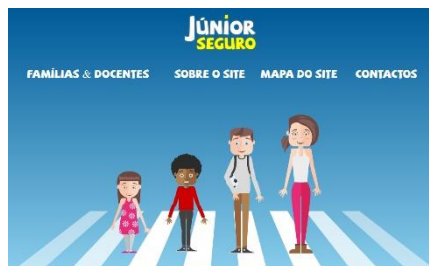 JÚNIOR
SEGURO
FAMÍLIAS & DOCENTES SOBRE O SITE MAPA DO SITE CONTACTOS